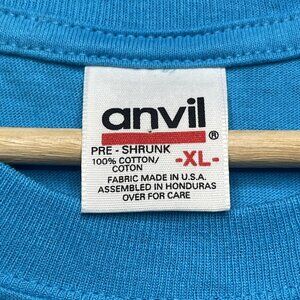 anvil
®
PRE - SHRUNK
100% COTTON/
COTON
-XL-
FABRIC MADE IN U.S.A.
ASSEMBLED IN HONDURAS
OVER FOR CARE